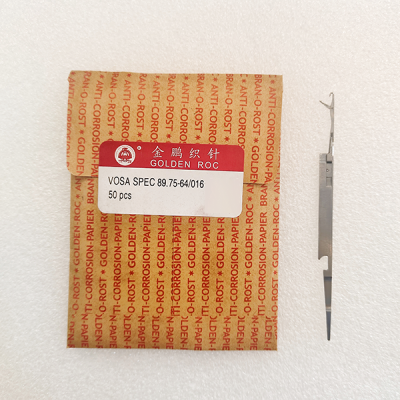 金鹏织针
GOLDEN ROC
VOSA SPEC 89.75-64/016
50 pcs
ANTI-CORROSION-PAPIER BRAN-O-ROST * GOLDEN-ROC *